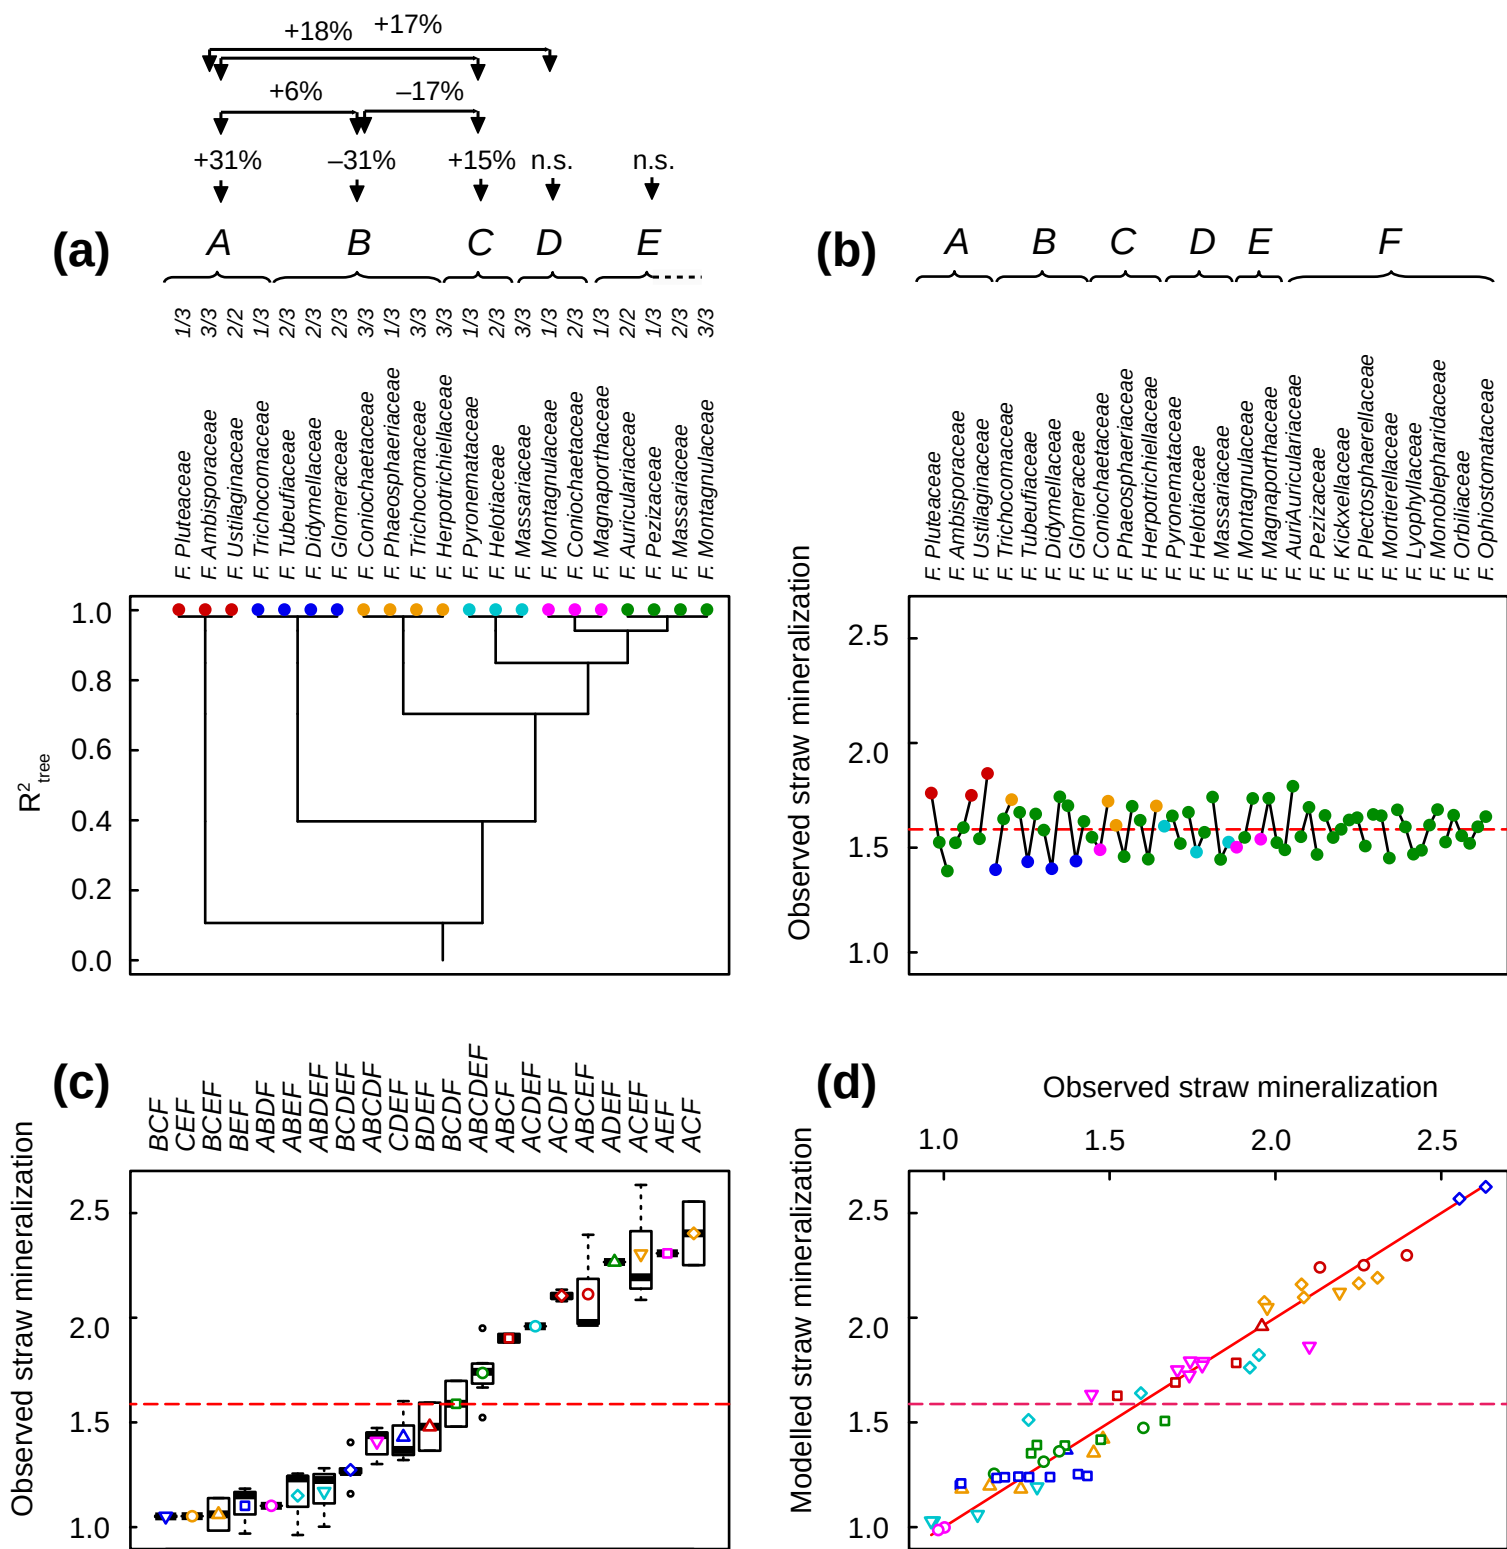 +18% +17%
+6% –17%
+31% –31% +15% n.s. n.s.
(a) A B C D E
1/3 3/3 2/2 1/3 2/3 2/3 2/3 3/3 1/3 3/3 3/3 1/3 2/3 3/3 1/3 2/3 1/3 2/2 1/3 2/3 3/3
F. Pluteaceae
F. Ambisporaceae
F. Ustilaginaceae
F. Trichocomaceae
F. Tubeufiaceae
F. Didymellaceae
F. Glomeraceae
F. Coniochaetaceae
F. Phaeosphaeriaceae
F. Trichocomaceae
F. Herpotrichiellaceae
F. Pyronemataceae
F. Helotiaceae
F. Massariaceae
F. Montagnulaceae
F. Coniochaetaceae
F. Magnaporthaceae
F. Auriculariaceae
F. Pezizaceae
F. Massariaceae
F. Montagnulaceae
R2tree
1.0
0.8
0.6
0.4
0.2
0.0
(b) A B C D E F
F. Pluteaceae
F. Ambisporaceae
F. Ustilaginaceae
F. Trichocomaceae
F. Tubeufiaceae
F. Didymellaceae
F. Glomeraceae
F. Coniochaetaceae
F. Phaeosphaeriaceae
F. Herpotrichiellaceae
F. Pyronemataceae
F. Helotiaceae
F. Massariaceae
F. Montagnulaceae
F. Magnaporthaceae
F. AuriAuriculariaceae
F. Pezizaceae
F. Kickxellaceae
F. Plectosphaerellaceae
F. Mortierellaceae
F. Lyophyllaceae
F. Monoblepharidaceae
F. Orbiliaceae
F. Ophiostomataceae
Observed straw mineralization
2.5
2.0
1.5
1.0
(c)
BCF
CEF
BCEF
BEF
ABDF
ABEF
ABDEF
BCDEF
ABCDF
CDEF
BDEF
BCDF
ABCDEF
ABCF
ACDEF
ACDF
ABCEF
ADEF
ACEF
AEF
ACF
Observed straw mineralization
2.5
2.0
1.5
1.0
(d) Observed straw mineralization
1.0 1.5 2.0 2.5
Modelled straw mineralization
2.5
2.0
1.5
1.0